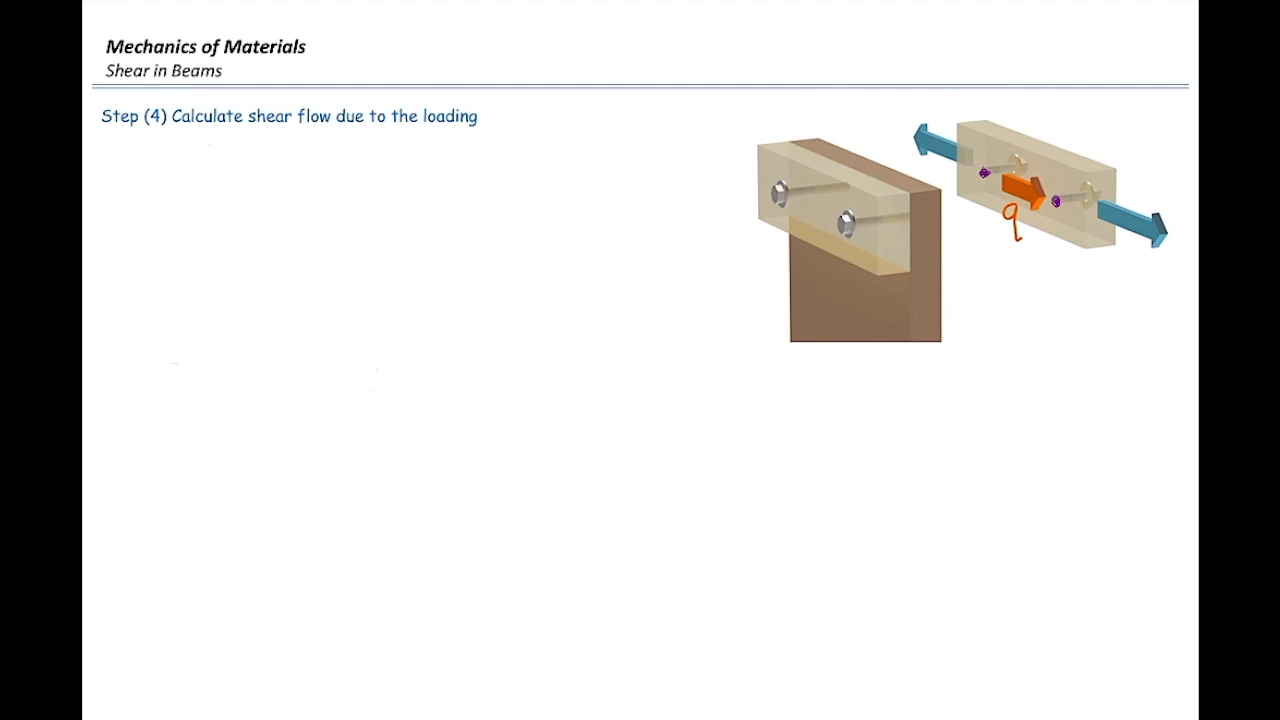 Mechanics of Materials
Shear in Beams
Step (4) Calculate shear flow due to the loading
q